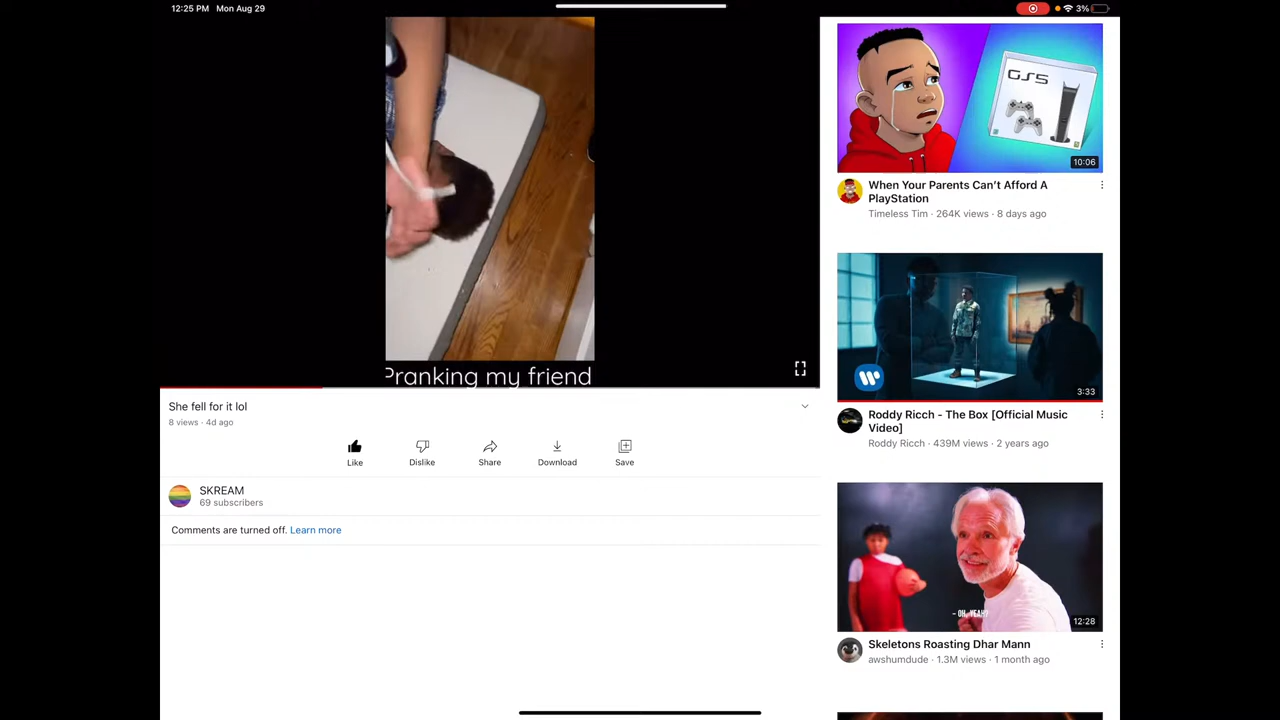 12:25 PM Mon Aug 29
3%
Pranking my friend
She fell for it lol
8 views · 4d ago
Like
Dislike
Share
Download
Save
SKREAM
69 subscribers
Comments are turned off. Learn more
GS5
10:06
When Your Parents Can't Afford A
PlayStation
Timeless Tim · 264K views · 8 days ago
3:33
Roddy Ricch - The Box [Official Music
Video]
Roddy Ricch · 439M views · 2 years ago
- OH, YEAH?
12:28
Skeletons Roasting Dhar Mann
awshumdude · 1.3M views · 1 month ago